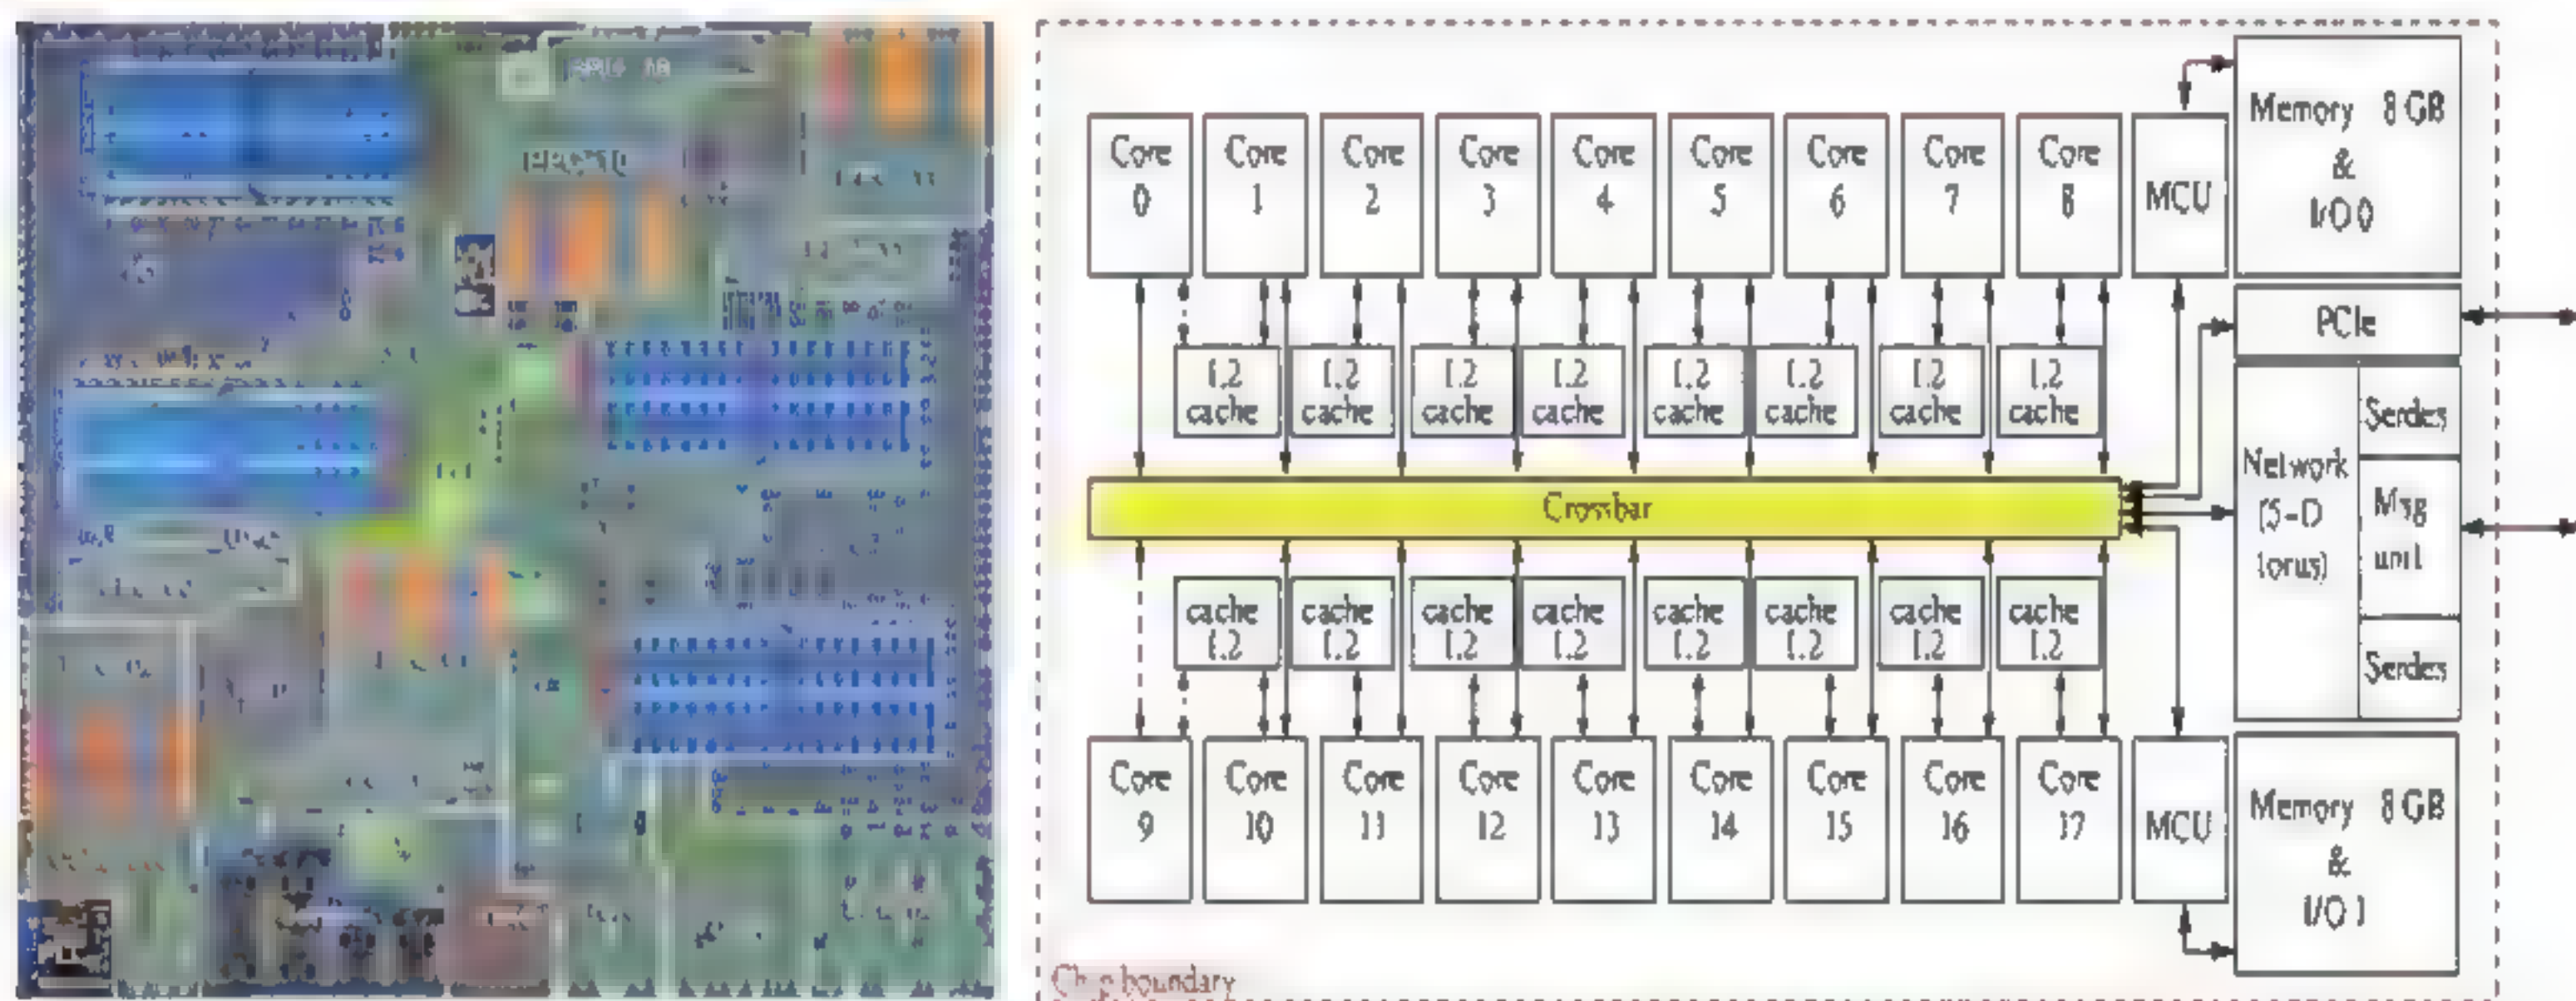 Core 0
Core 1
Core 2
Core 3
Core 4
Core 5
Core 6
Core 7
Core 8
MCU
Memory 8 GB
&
I/O 0
PCIe
L2 cache
L2 cache
L2 cache
L2 cache
L2 cache
L2 cache
L2 cache
L2 cache
Crossbar
Network
(5-D
torus)
Serdes
Msg
unit
Serdes
cache L2
cache L2
cache L2
cache L2
cache L2
cache L2
cache L2
cache L2
Core 9
Core 10
Core 11
Core 12
Core 13
Core 14
Core 15
Core 16
Core 17
MCU
Memory 8 GB
&
I/O 1
Chip boundary